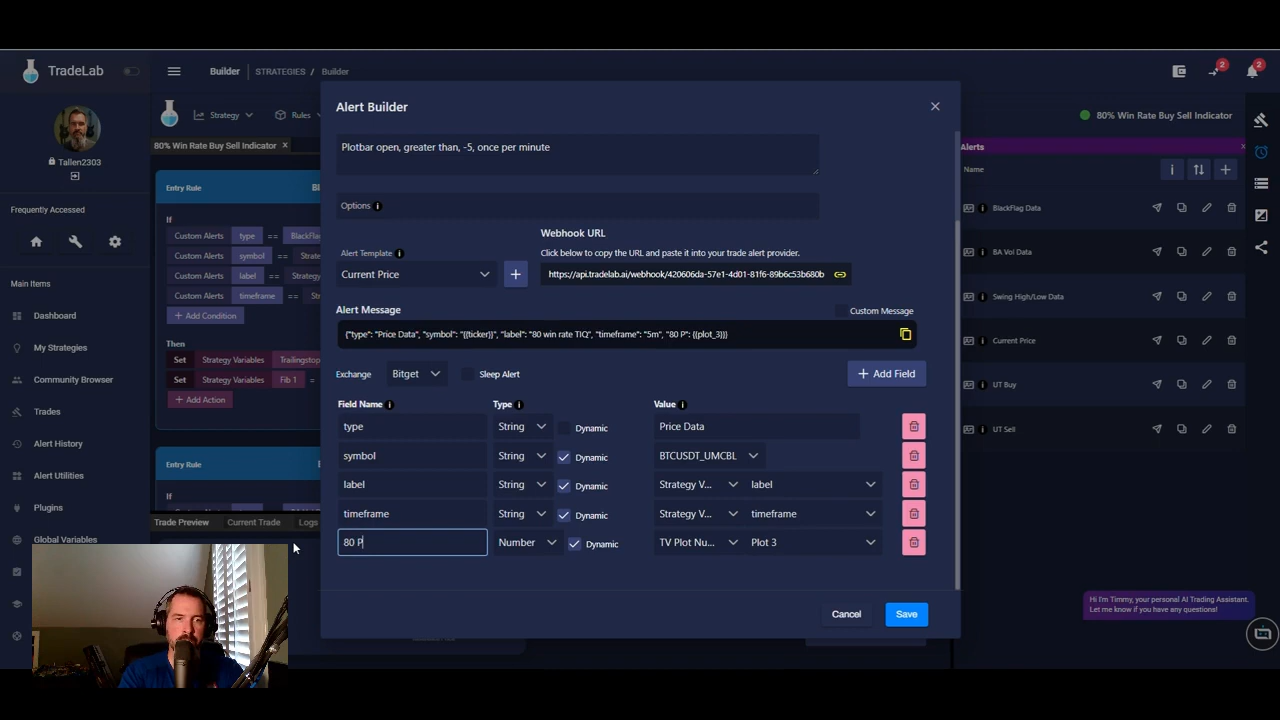 TradeLab
Builder
STRATEGIES / Builder
2
2
Tallen2303
Frequently Accessed
Main Items
Dashboard
My Strategies
Community Browser
Trades
Alert History
Alert Utilities
Plugins
Global Variables
Strategy
Rules
80% Win Rate Buy Sell Indicator
80% Win Rate Buy Sell Indicator ×
Entry Rule
If
Custom Alerts type == BlackFla
Custom Alerts symbol == Strate
Custom Alerts label == Strategy
Custom Alerts timeframe == St
+ Add Condition
Then
Set Strategy Variables Trailingstop
Set Strategy Variables Fib 1 =
+ Add Action
Entry Rule
If
Trade Preview Current Trade Logs
Alert Builder
Plotbar open, greater than, -5, once per minute
Options
Webhook URL
Alert Template
Click below to copy the URL and paste it into your trade alert provider.
Current Price
+
https://api.tradelab.ai/webhook/420606da-57e1-4d01-81f6-89b6c53b680b
Alert Message
Custom Message
{"type": "Price Data", "symbol": "{{ticker}}", "label": "80 win rate TIQ", "timeframe": "5m", "80 P": {{plot_3}}}
Exchange Bitget Sleep Alert
+ Add Field
Field Name Type Value
type String Dynamic Price Data
symbol String Dynamic BTCUSDT_UMCBL
label String Dynamic Strategy V... label
timeframe String Dynamic Strategy V... timeframe
80 P Number Dynamic TV Plot Nu... Plot 3
Cancel Save
Alerts
Name
BlackFlag Data
BA Vol Data
Swing High/Low Data
Current Price
UT Buy
UT Sell
Hi I'm Timmy, your personal AI Trading Assistant.
Let me know if you have any questions!